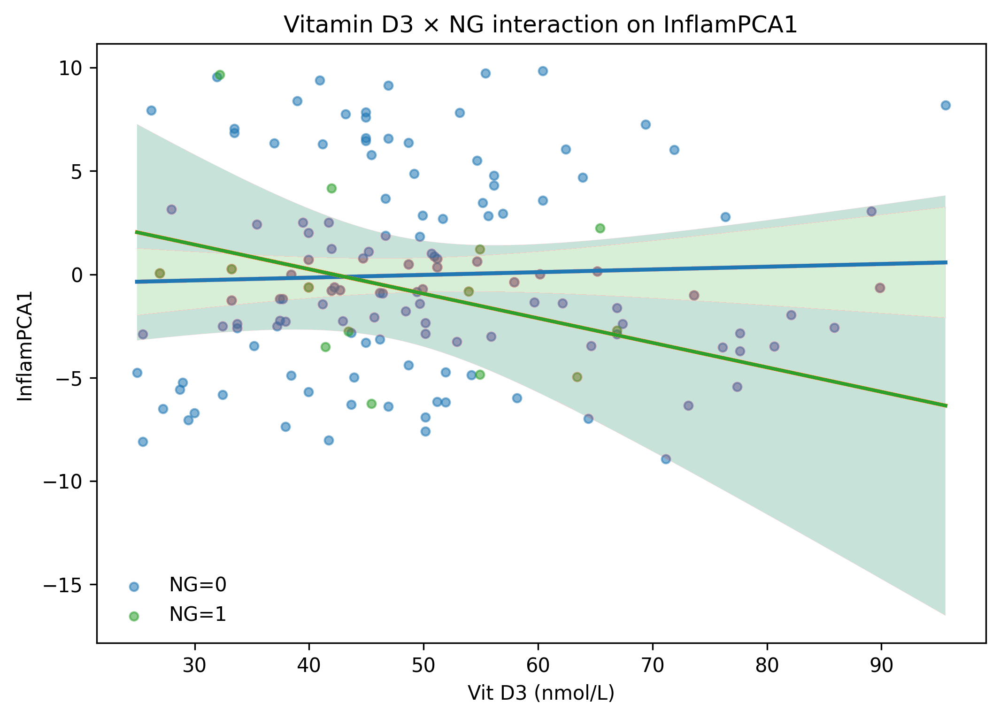 Vitamin D3 × NG interaction on InflamPCA1
10
5
0
−5
−10
−15
InflamPCA1
NG=0
NG=1
30 40 50 60 70 80 90
Vit D3 (nmol/L)